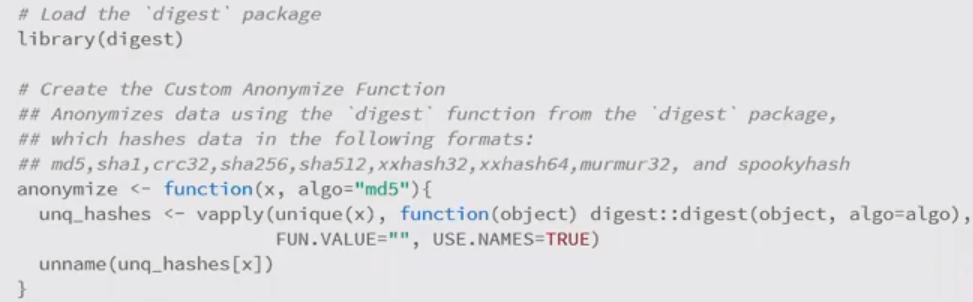 # Load the `digest` package
library(digest)
# Create the Custom Anonymize Function
## Anonymizes data using the `digest` function from the `digest` package,
## which hashes data in the following formats:
## md5,sha1,crc32,sha256,sha512,xxhash32,xxhash64,murmur32, and spookyhash
anonymize <- function(x, algo="md5"){
  unq_hashes <- vapply(unique(x), function(object) digest::digest(object, algo=algo),
                       FUN.VALUE="", USE.NAMES=TRUE)
  unname(unq_hashes[x])
}